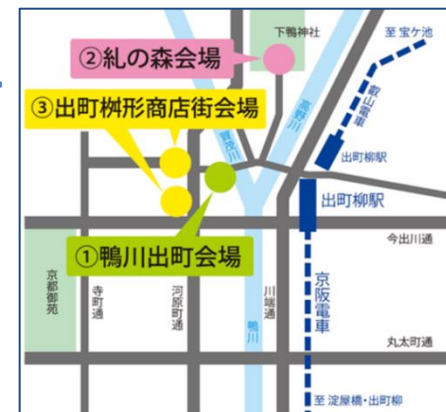 下鴨神社
至 宝ケ池
②糺の森会場
叡山電車
高野川
③出町桝形商店街会場
賀茂川
出町柳駅
出町柳駅
今出川通
①鴨川出町会場
京都御苑
寺町通
河原町通
川端通
京阪電車
鴨川
丸太町通
至 淀屋橋・出町柳